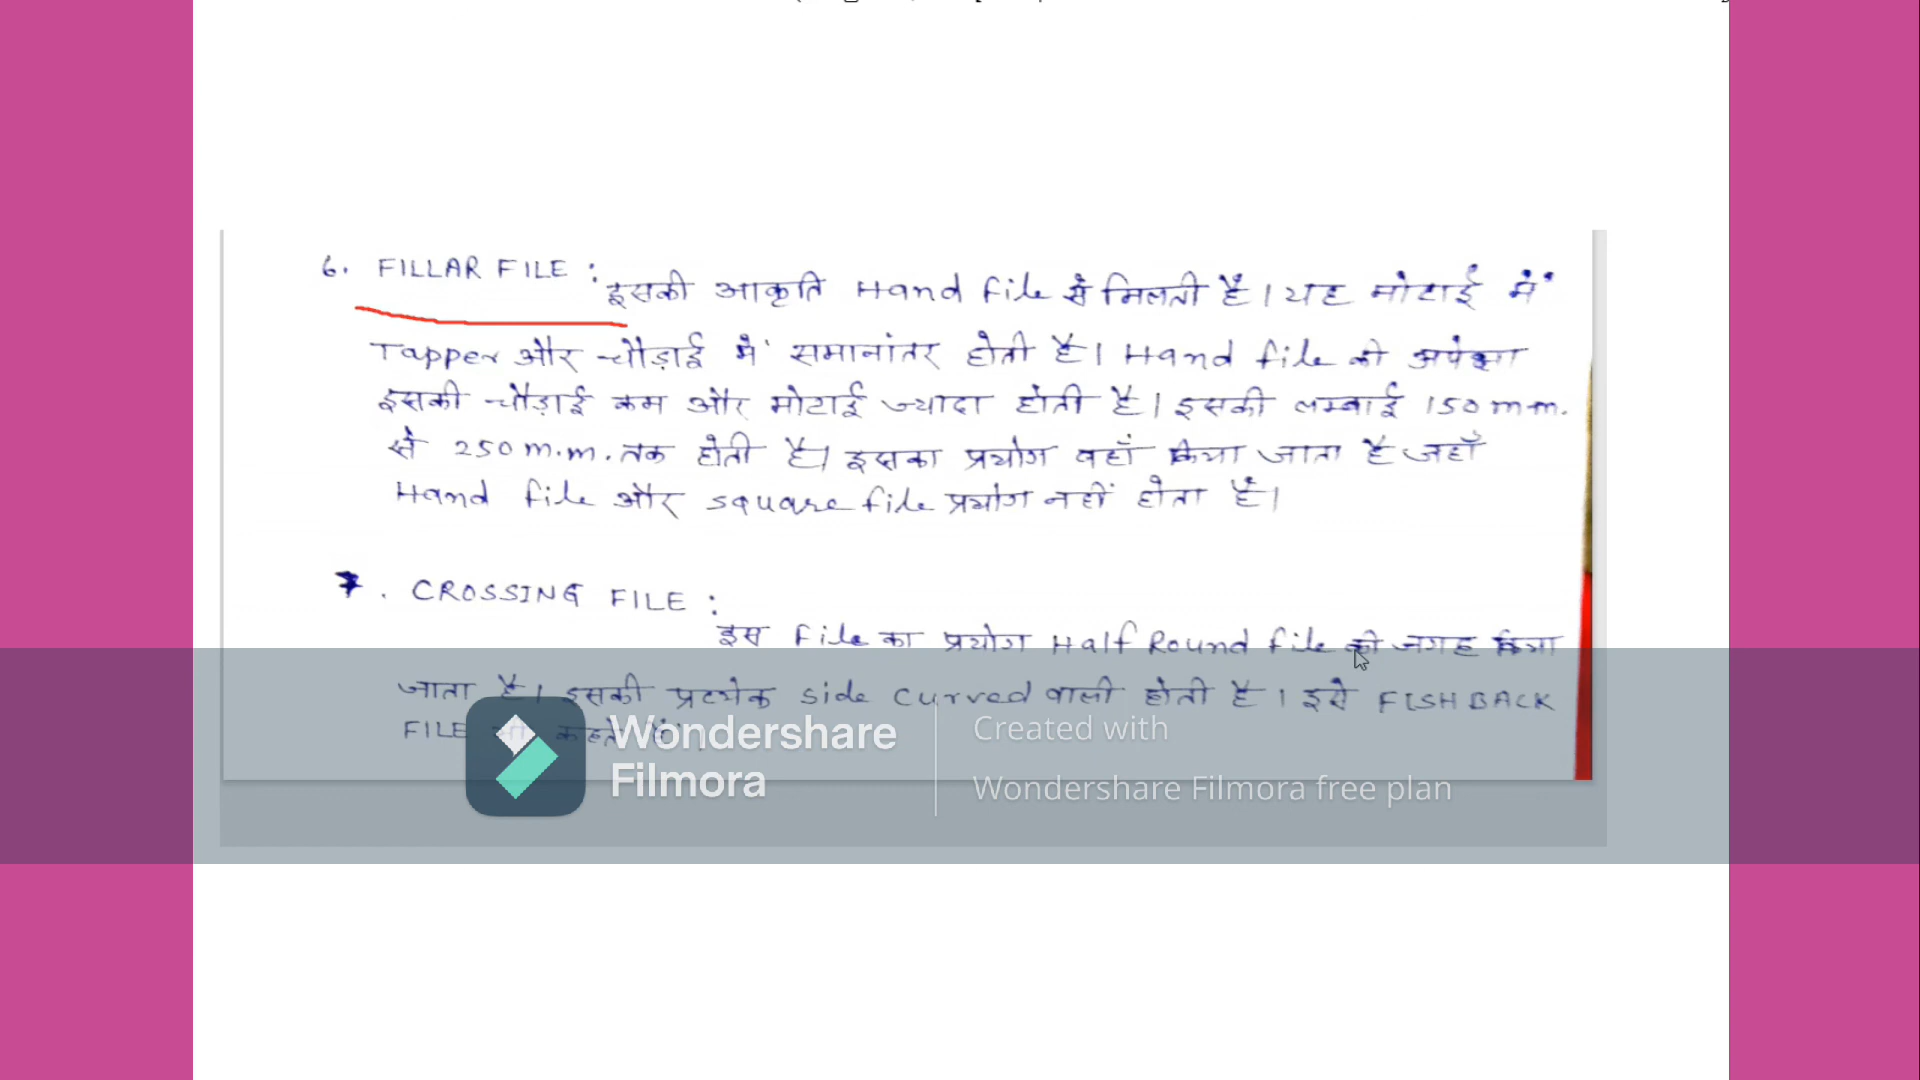 6. FILLAR FILE :
इसकी आकृति Hand file से मिलती है। यह मोटाई में
Tapper और चौड़ाई में समानांतर होती है। Hand file की अपेक्षा
इसकी चौड़ाई कम और मोटाई ज्यादा होती है। इसकी लम्बाई 150 m.m.
से 250 m.m. तक होती है। इसका प्रयोग वहाँ किया जाता है जहाँ
Hand file और square file प्रयोग नहीं होता है।
7. CROSSING FILE :
इस File का प्रयोग Half Round file की जगह किया
जाता है। इसकी प्रत्येक side curved वाली होती है। इसे FISH BACK
FILE कहते
Wondershare
Filmora
Created with
Wondershare Filmora free plan